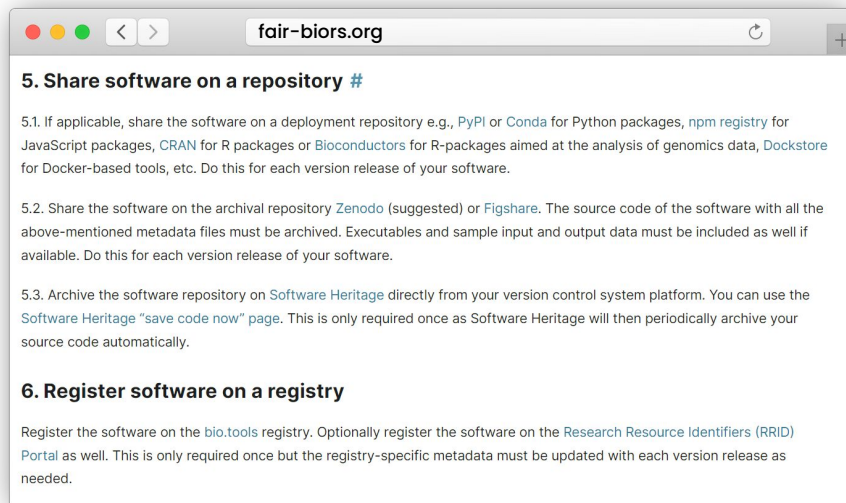 fair-biors.org
5. Share software on a repository #
5.1. If applicable, share the software on a deployment repository e.g., PyPI or Conda for Python packages, npm registry for
JavaScript packages, CRAN for R packages or Bioconductors for R-packages aimed at the analysis of genomics data, Dockstore
for Docker-based tools, etc. Do this for each version release of your software.
5.2. Share the software on the archival repository Zenodo (suggested) or Figshare. The source code of the software with all the
above-mentioned metadata files must be archived. Executables and sample input and output data must be included as well if
available. Do this for each version release of your software.
5.3. Archive the software repository on Software Heritage directly from your version control system platform. You can use the
Software Heritage “save code now” page. This is only required once as Software Heritage will then periodically archive your
source code automatically.
6. Register software on a registry
Register the software on the bio.tools registry. Optionally register the software on the Research Resource Identifiers (RRID)
Portal as well. This is only required once but the registry-specific metadata must be updated with each version release as
needed.